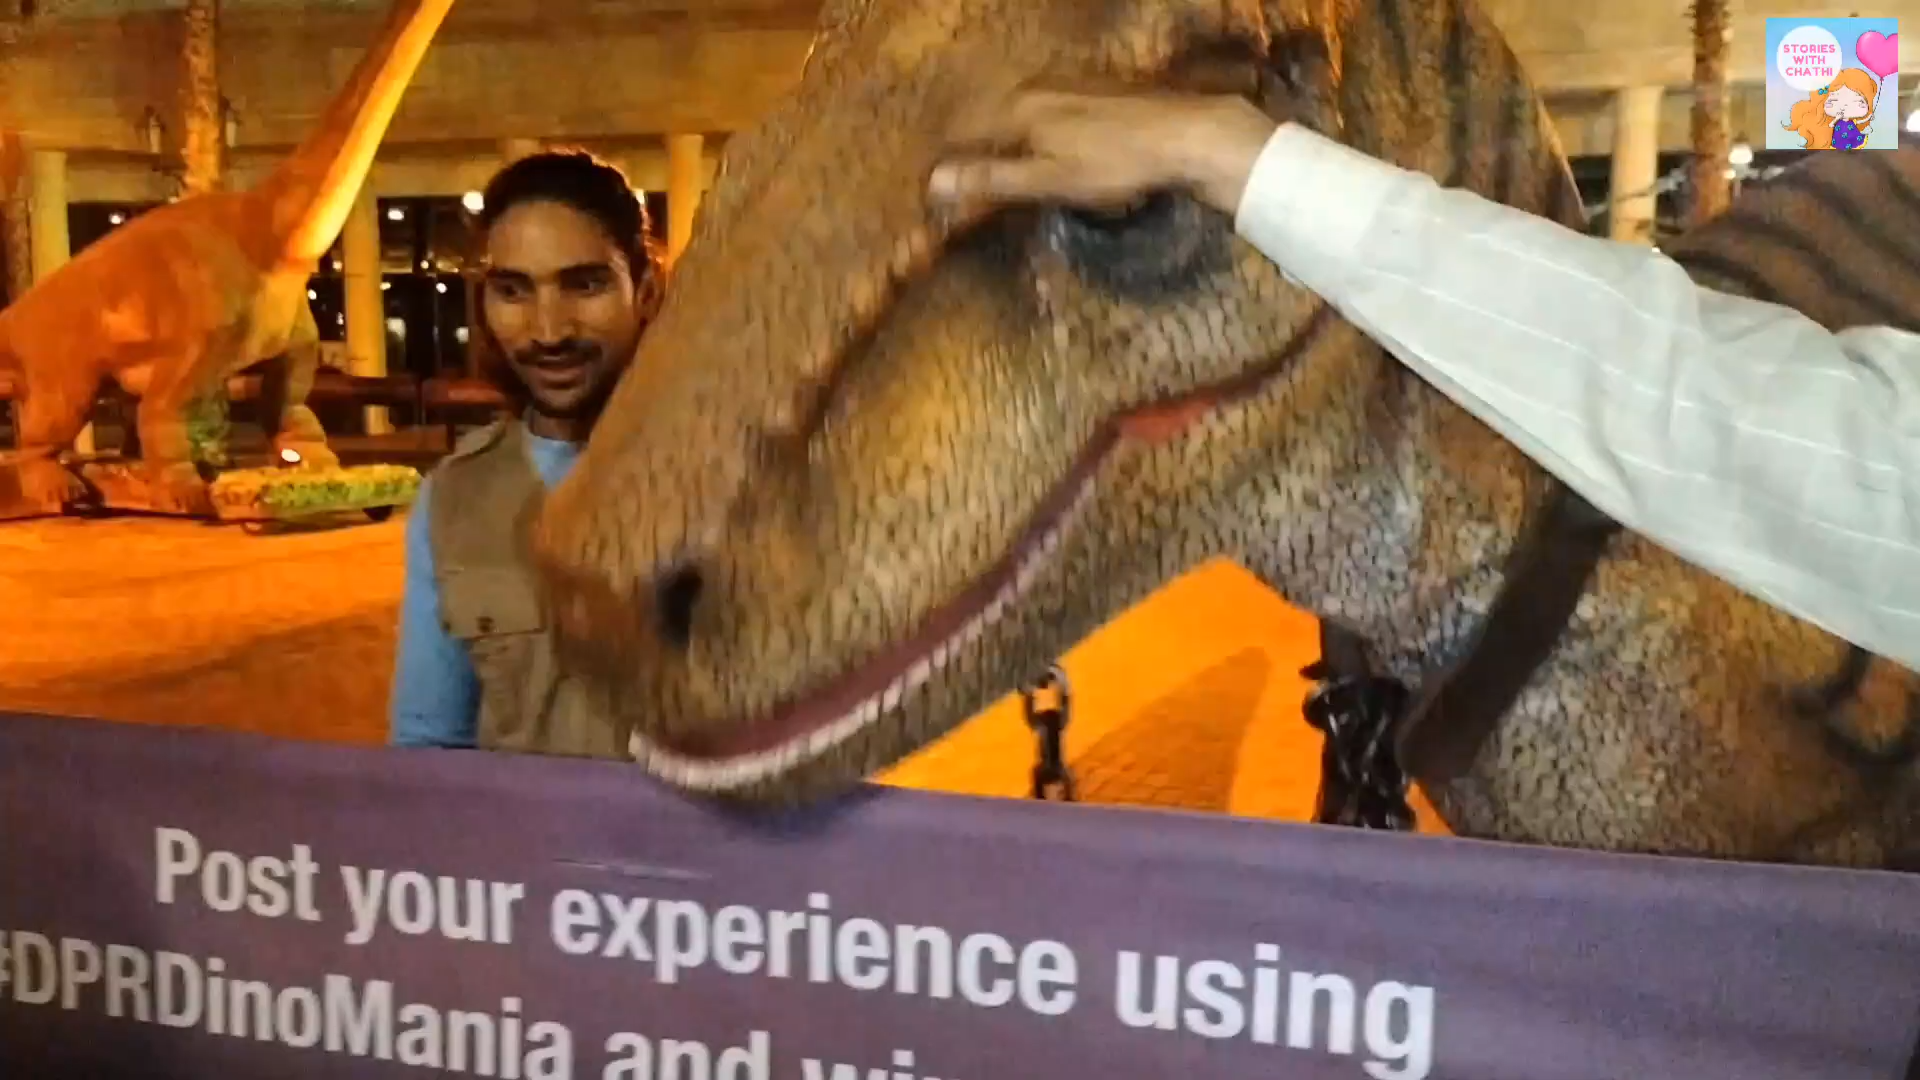 STORIES
WITH
CHATHI
Post your experience using
#DPRDinoMania and